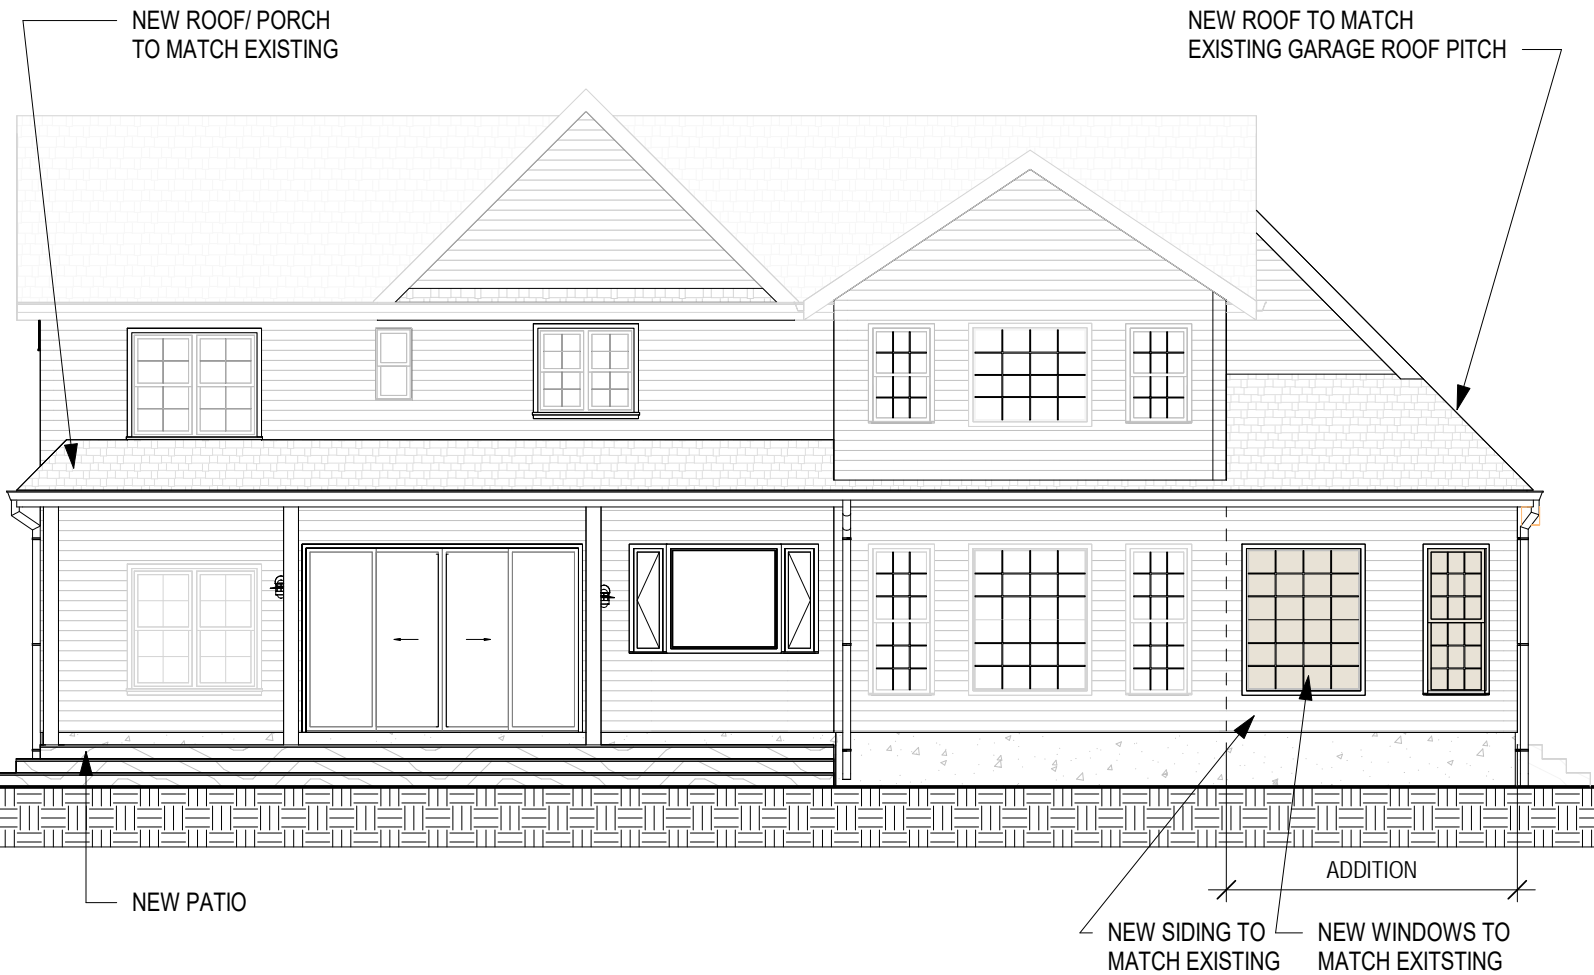 NEW ROOF/ PORCH
TO MATCH EXISTING
NEW ROOF TO MATCH
EXISTING GARAGE ROOF PITCH
ADDITION
NEW PATIO
NEW SIDING TO
MATCH EXISTING
NEW WINDOWS TO
MATCH EXITSTING